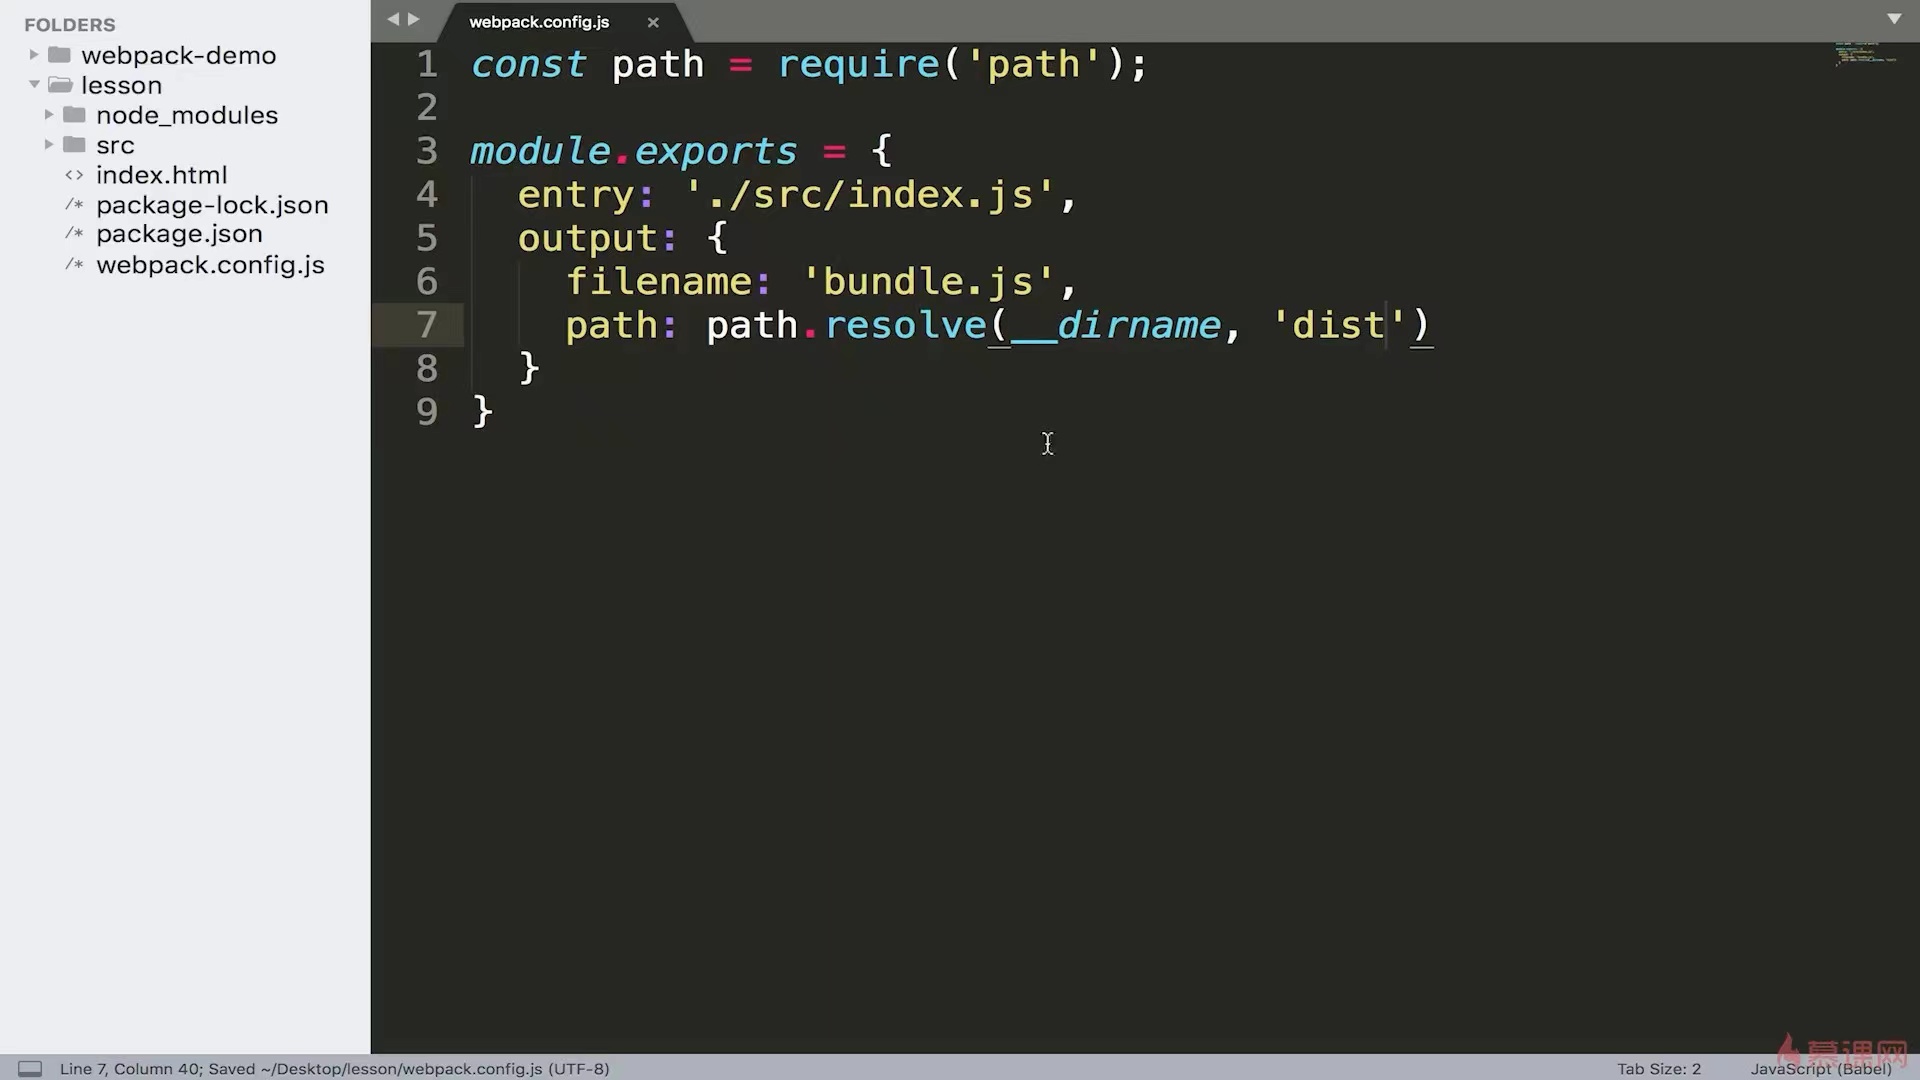 FOLDERS
webpack-demo
lesson
node_modules
src
<> index.html
/* package-lock.json
/* package.json
/* webpack.config.js
webpack.config.js ×
1 const path = require('path');
2
3 module.exports = {
4   entry: './src/index.js',
5   output: {
6     filename: 'bundle.js',
7     path: path.resolve(__dirname, 'dist')
8   }
9 }
慕课网
Line 7, Column 40; Saved ~/Desktop/lesson/webpack.config.js (UTF-8)
Tab Size: 2
JavaScript (Babel)